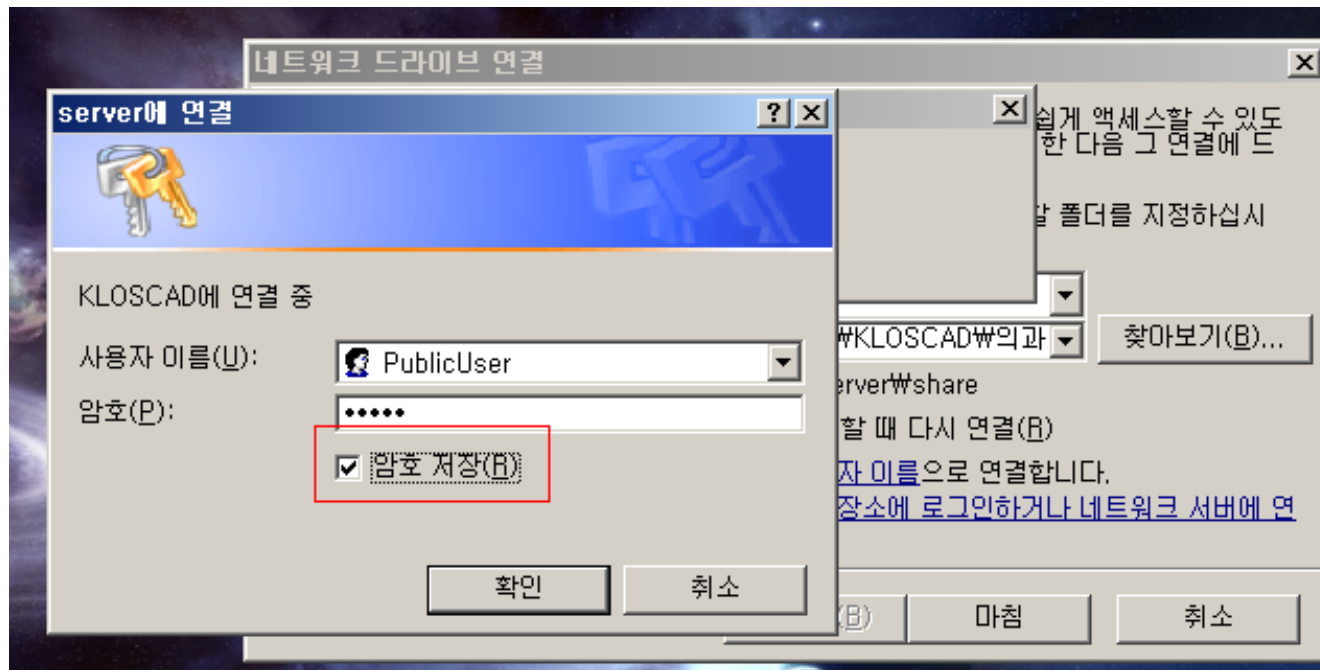 네트워크 드라이브 연결
server에 연결
쉽게 액세스할 수 있도
한 다음 그 연결에 드
할 폴더를 지정하십시
KLOSCAD에 연결 중
사용자 이름(U):
PublicUser
암호(P):
•••••
암호 저장(R)
확인
취소
₩KLOSCAD₩의과
찾아보기(B)...
erver₩share
할 때 다시 연결(R)
자 이름으로 연결합니다.
장소에 로그인하거나 네트워크 서버에 연
(B)
마침
취소